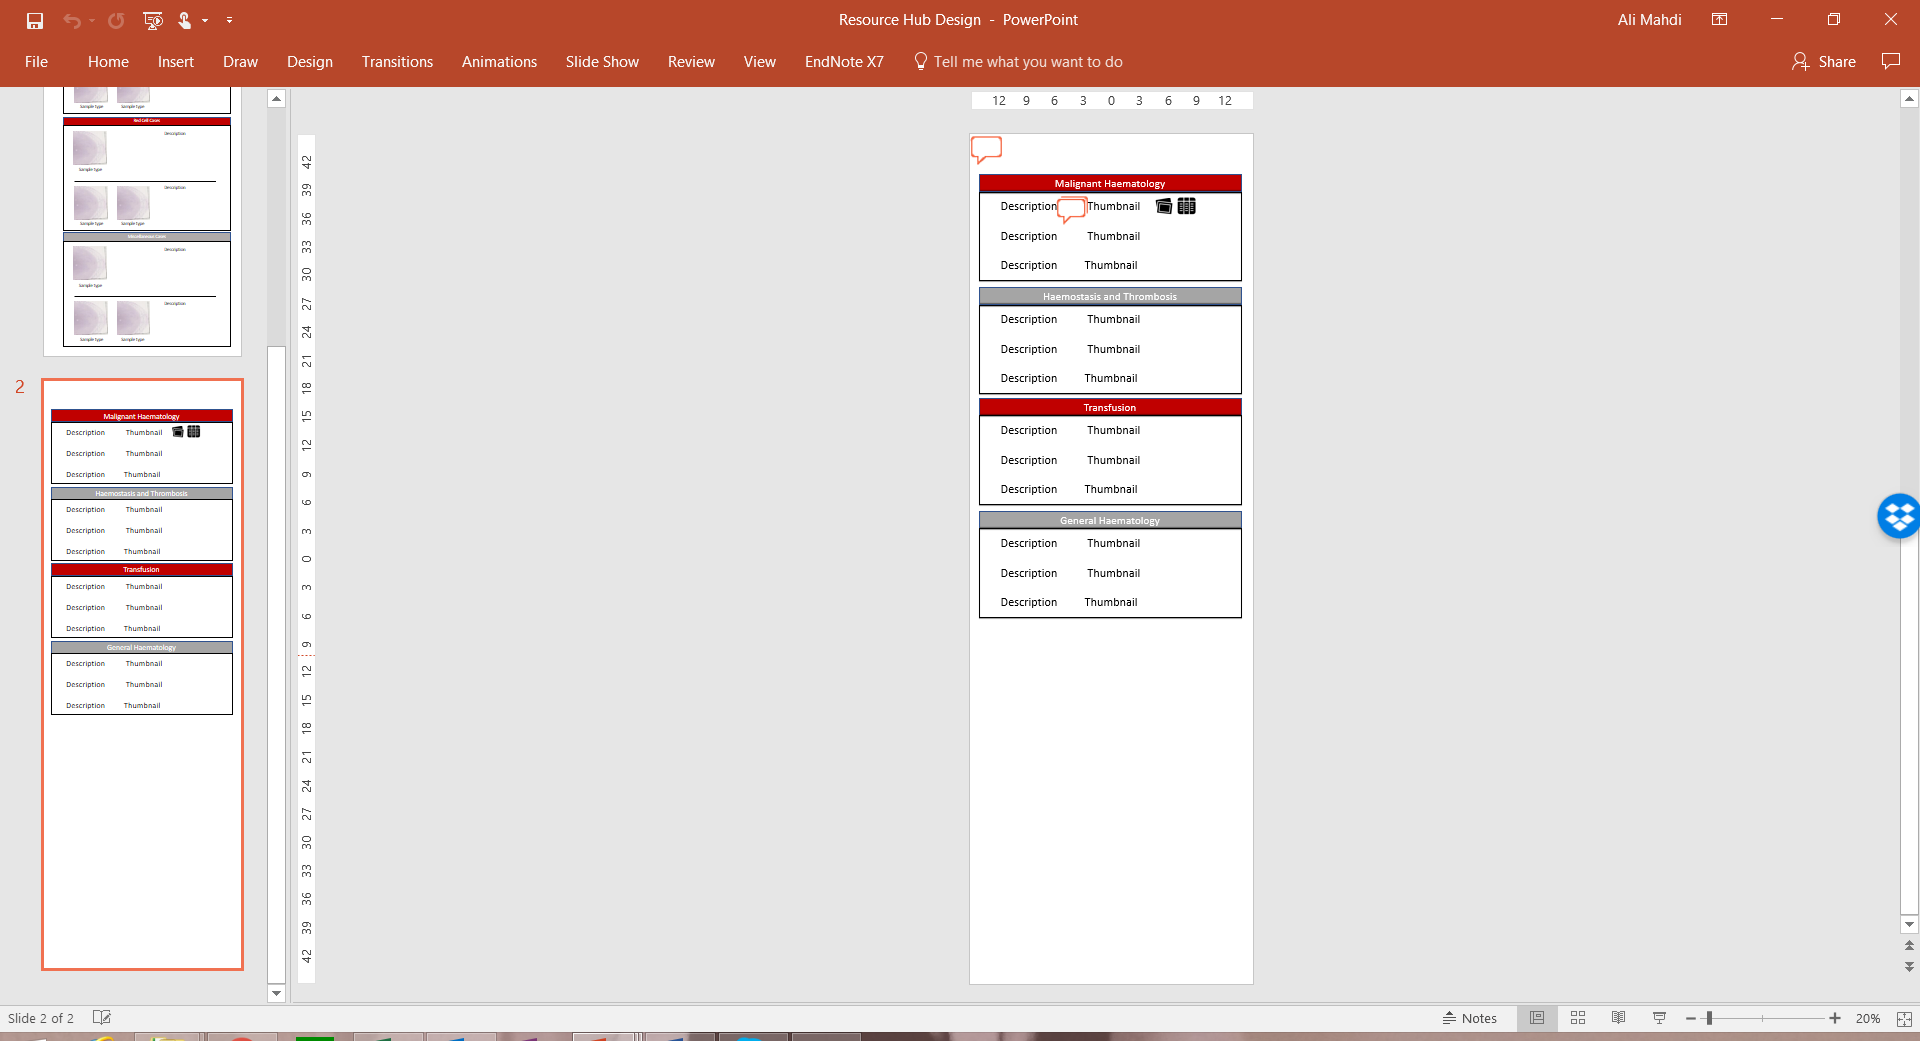 Resource Hub Design - PowerPoint
Ali Mahdi
File Home Insert Draw Design Transitions Animations Slide Show Review View EndNote X7 Tell me what you want to do
Share
Sample type Sample type
Red Cell Cases
Description
Sample type
Description
Sample type Sample type
Miscellaneous Cases
Description
Sample type
Description
Sample type Sample type
2
Malignant Haematology
Description Thumbnail
Description Thumbnail
Description Thumbnail
Haemostasis and Thrombosis
Description Thumbnail
Description Thumbnail
Description Thumbnail
Transfusion
Description Thumbnail
Description Thumbnail
Description Thumbnail
General Haematology
Description Thumbnail
Description Thumbnail
Description Thumbnail
12 9 6 3 0 3 6 9 12
42
39
36
33
30
27
24
21
18
15
12
9
6
3
0
3
6
9
12
15
18
21
24
27
30
33
36
39
42
Malignant Haematology
Description Thumbnail
Description Thumbnail
Description Thumbnail
Haemostasis and Thrombosis
Description Thumbnail
Description Thumbnail
Description Thumbnail
Transfusion
Description Thumbnail
Description Thumbnail
Description Thumbnail
General Haematology
Description Thumbnail
Description Thumbnail
Description Thumbnail
Slide 2 of 2
Notes
20%